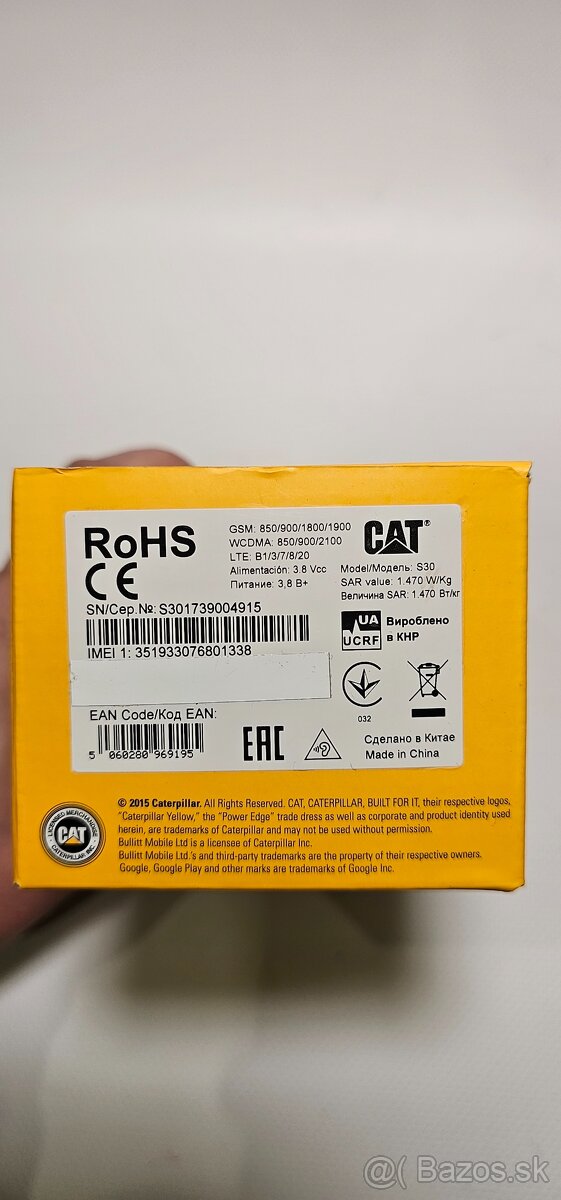 RoHS
CE
GSM: 850/900/1800/1900
WCDMA: 850/900/2100
LTE: B1/3/7/8/20
Alimentación: 3.8 Vcc
Питание: 3,8 В+
CAT®
Model/Модель: S30
SAR value: 1.470 W/Kg
Величина SAR: 1.470 Вт/кг
SN/Сер.№: S301739004915
IMEI 1: 351933076801338
UA
UCRF
Вироблено
в КНР
032
EAN Code/Код EAN:
5 060280 969195
EAC
Сделано в Китае
Made in China
LICENSED MERCHANDISE
CAT
CATERPILLAR INC.
© 2015 Caterpillar. All Rights Reserved. CAT, CATERPILLAR, BUILT FOR IT, their respective logos,
"Caterpillar Yellow," the "Power Edge" trade dress as well as corporate and product identity used
herein, are trademarks of Caterpillar and may not be used without permission.
Bullitt Mobile Ltd is a licensee of Caterpillar Inc.
Bullitt Mobile Ltd.'s and third-party trademarks are the property of their respective owners.
Google, Google Play and other marks are trademarks of Google Inc.
@( Bazos.sk